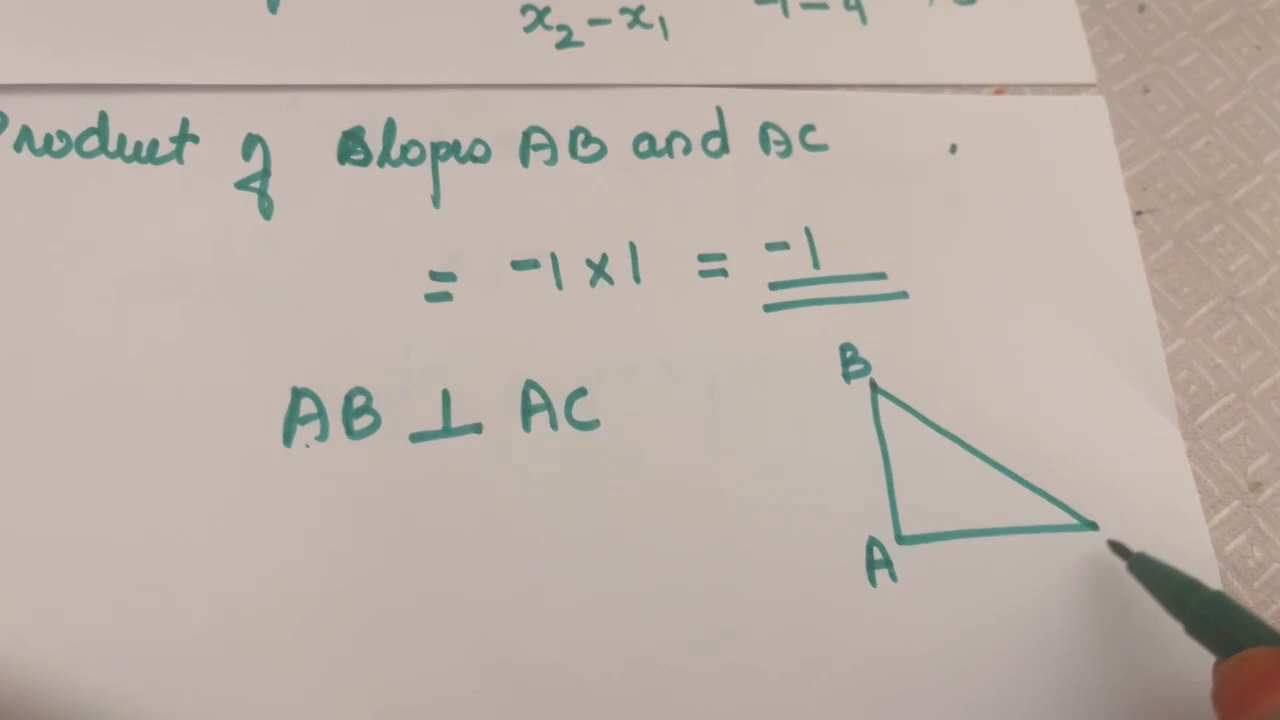 x₂ - x₁
Product of slopes AB and AC
= -1 × 1 = -1
AB ⊥ AC
B
A